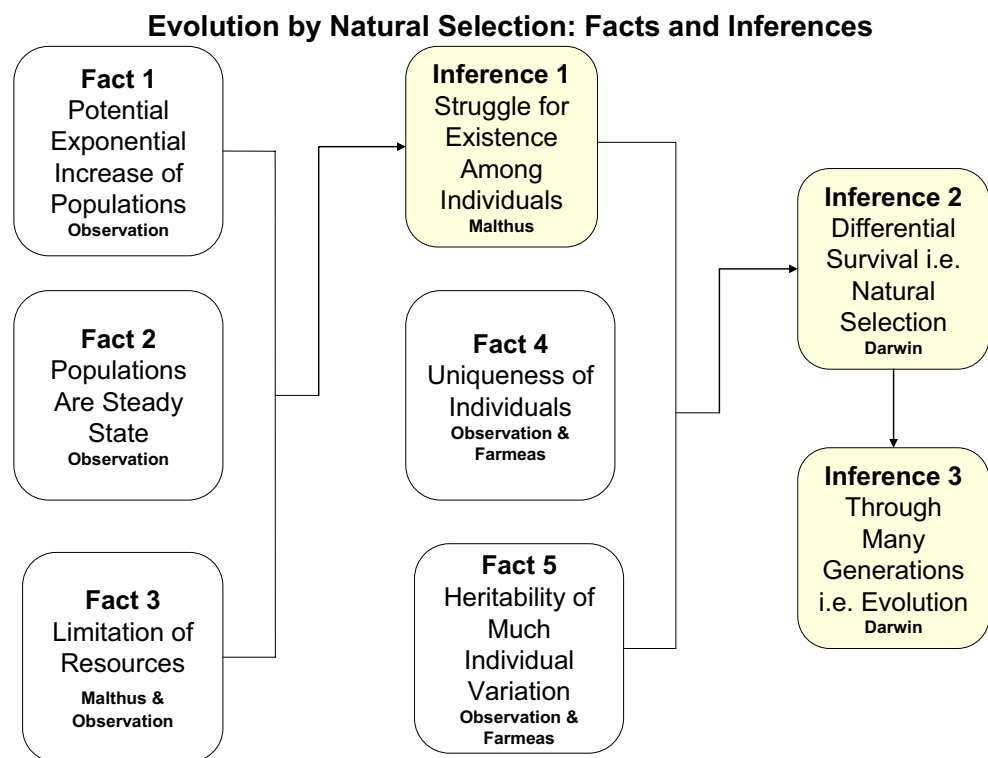 Evolution by Natural Selection: Facts and Inferences
Fact 1
Potential
Exponential
Increase of
Populations
Observation
Fact 2
Populations
Are Steady
State
Observation
Fact 3
Limitation of
Resources
Malthus &
Observation
Inference 1
Struggle for
Existence
Among
Individuals
Malthus
Fact 4
Uniqueness of
Individuals
Observation &
Farmeas
Fact 5
Heritability of
Much
Individual
Variation
Observation &
Farmeas
Inference 2
Differential
Survival i.e.
Natural
Selection
Darwin
Inference 3
Through
Many
Generations
i.e. Evolution
Darwin